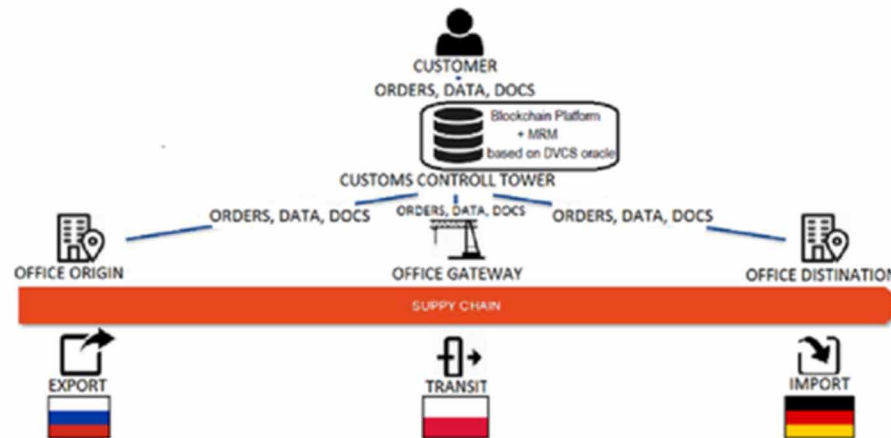 CUSTOMER
ORDERS, DATA, DOCS
Blockchain Platform
+ MRM
based on DVCS oracle
CUSTOMS CONTROLL TOWER
ORDERS, DATA, DOCS
ORDERS, DATA, DOCS
ORDERS, DATA, DOCS
OFFICE ORIGIN
OFFICE GATEWAY
OFFICE DISTINATION
SUPPY CHAIN
EXPORT
TRANSIT
IMPORT